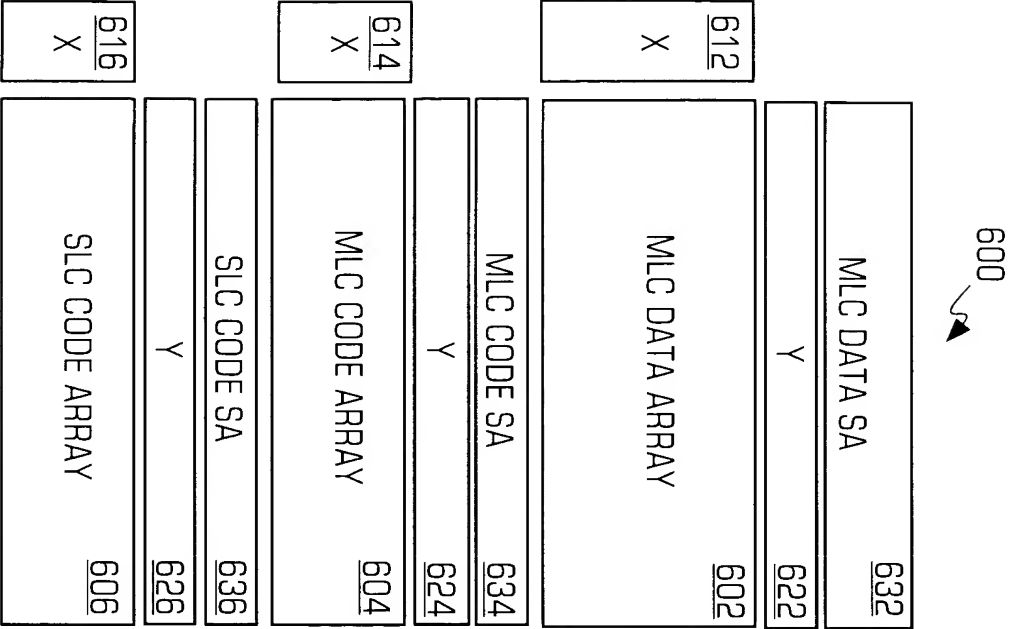 600
MLC DATA SA
632
Y
622
612
X
MLC DATA ARRAY
602
MLC CODE SA
634
Y
624
614
X
MLC CODE ARRAY
604
SLC CODE SA
636
Y
626
616
X
SLC CODE ARRAY
606